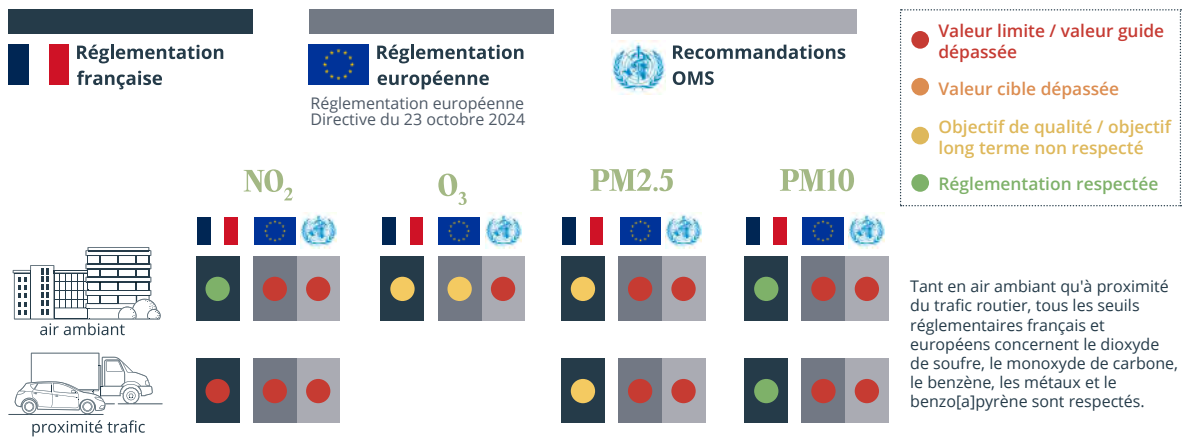 Réglementation
française
Réglementation
européenne
Réglementation européenne
Directive du 23 octobre 2024
Recommandations
OMS
Valeur limite / valeur guide
dépassée
Valeur cible dépassée
Objectif de qualité / objectif
long terme non respecté
Réglementation respectée
NO2
O3
PM2.5
PM10
air ambiant
proximité trafic
Tant en air ambiant qu'à proximité
du trafic routier, tous les seuils
réglementaires français et
européens concernent le dioxyde
de soufre, le monoxyde de carbone,
le benzène, les métaux et le
benzo[a]pyrène sont respectés.